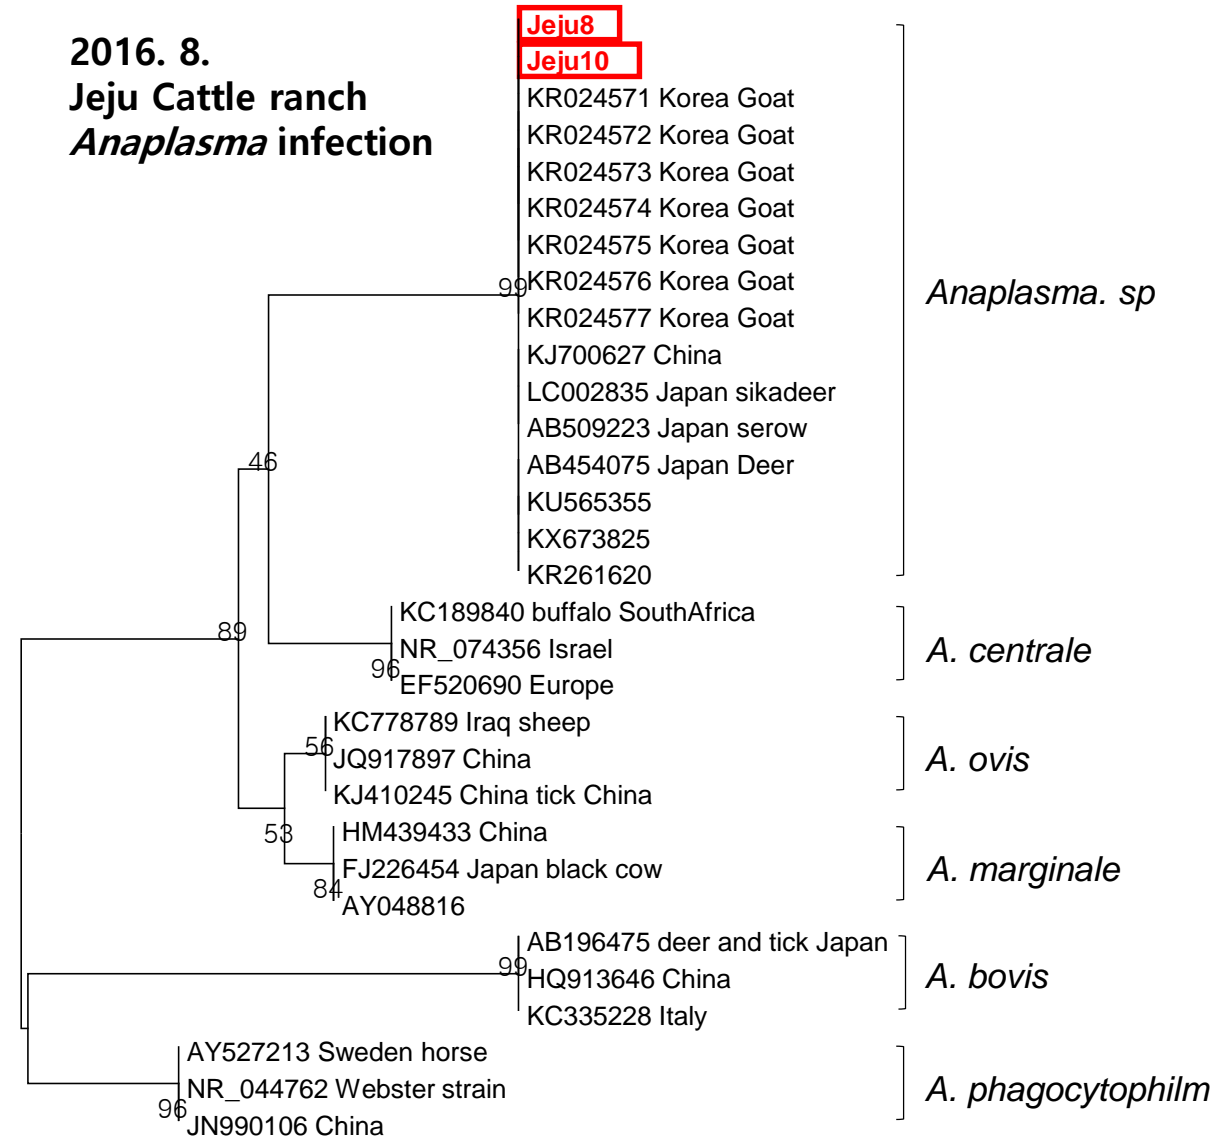 2016. 8.
Jeju Cattle ranch
Anaplasma infection
Jeju8
Jeju10
KR024571 Korea Goat
KR024572 Korea Goat
KR024573 Korea Goat
KR024574 Korea Goat
KR024575 Korea Goat
KR024576 Korea Goat
KR024577 Korea Goat
KJ700627 China
LC002835 Japan sikadeer
AB509223 Japan serow
AB454075 Japan Deer
KU565355
KX673825
KR261620
99
Anaplasma. sp
46
KC189840 buffalo SouthAfrica
NR_074356 Israel
EF520690 Europe
96
A. centrale
89
KC778789 Iraq sheep
JQ917897 China
KJ410245 China tick China
56
A. ovis
53
HM439433 China
FJ226454 Japan black cow
AY048816
84
A. marginale
AB196475 deer and tick Japan
HQ913646 China
KC335228 Italy
99
A. bovis
AY527213 Sweden horse
NR_044762 Webster strain
JN990106 China
96
A. phagocytophilm